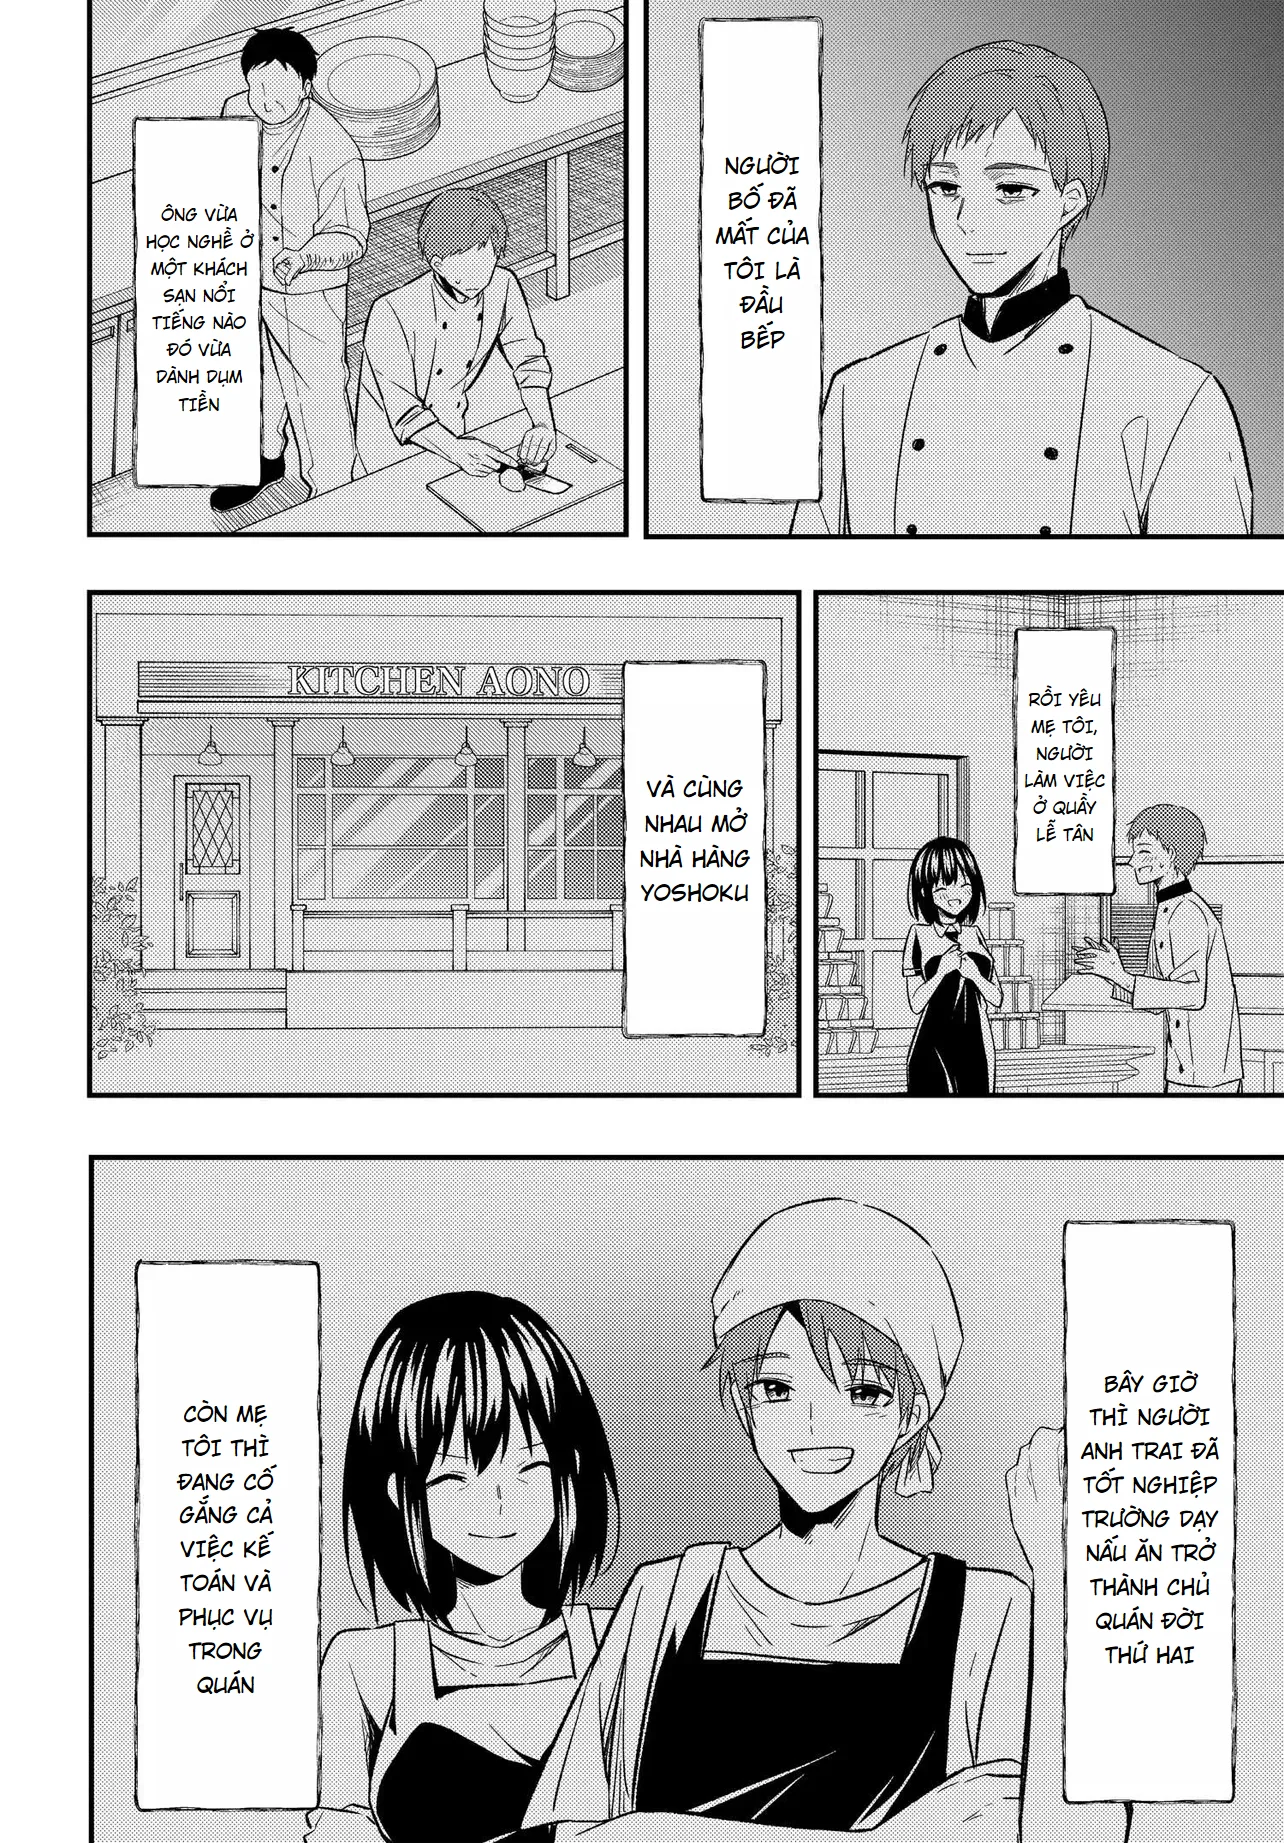 NGƯỜI
BỐ ĐÃ
MẤT CỦA
TÔI LÀ
ĐẦU
BẾP
ÔNG VỪA
HỌC NGHỀ Ở
MỘT KHÁCH
SẠN NỔI
TIẾNG NÀO
ĐÓ VỪA
DÀNH DỤM
TIỀN
RỒI YÊU
MẸ TÔI,
NGƯỜI
LÀM VIỆC
Ở QUẦY
LỄ TÂN
KITCHEN AONO
VÀ CÙNG
NHAU MỞ
NHÀ HÀNG
YOSHOKU
BÂY GIỜ
THÌ NGƯỜI
ANH TRAI ĐÃ
TỐT NGHIỆP
TRƯỜNG DẠY
NẤU ĂN TRỞ
THÀNH CHỦ
QUÁN ĐỜI
THỨ HAI
CÒN MẸ
TÔI THÌ
ĐANG CỐ
GẮNG CẢ
VIỆC KẾ
TOÁN VÀ
PHỤC VỤ
TRONG
QUÁN